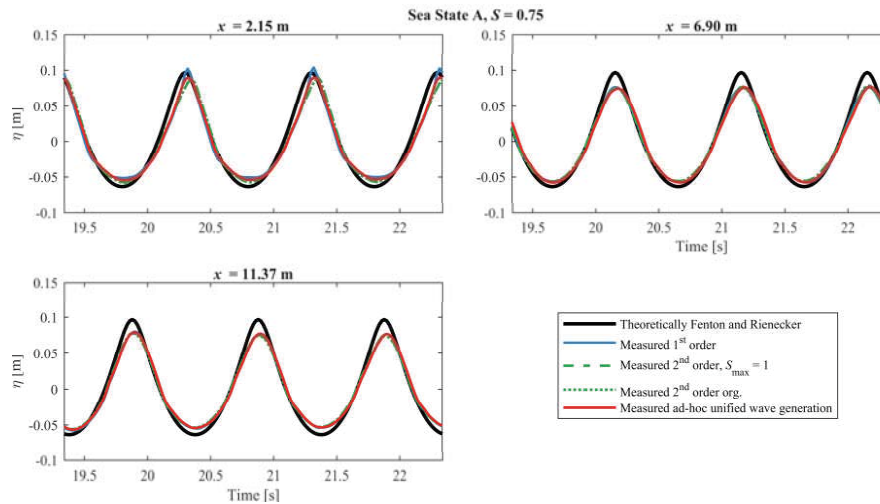 Sea State A, S = 0.75
x = 2.15 m
x = 6.90 m
0.15
0.1
0.05
0
-0.05
-0.1
η [m]
19.5 20 20.5 21 21.5 22
0.15
0.1
0.05
0
-0.05
-0.1
η [m]
19.5 20 20.5 21 21.5 22
Time [s]
x = 11.37 m
0.15
0.1
0.05
0
-0.05
-0.1
η [m]
19.5 20 20.5 21 21.5 22
Time [s]
Theoretically Fenton and Rienecker
Measured 1st order
Measured 2nd order, Smax = 1
Measured 2nd order org.
Measured ad-hoc unified wave generation